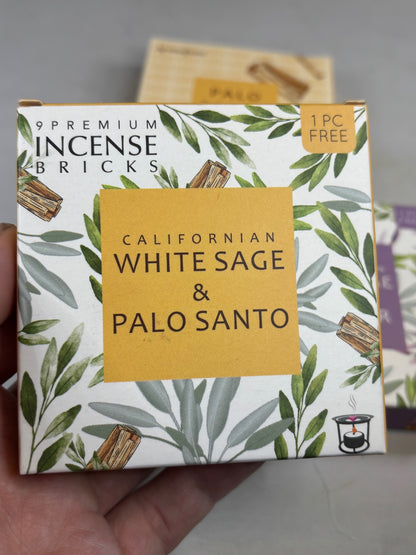 PALO
9 PREMIUM
INCENSE
BRICKS
1 PC
FREE
CALIFORNIAN
WHITE SAGE
&
PALO SANTO